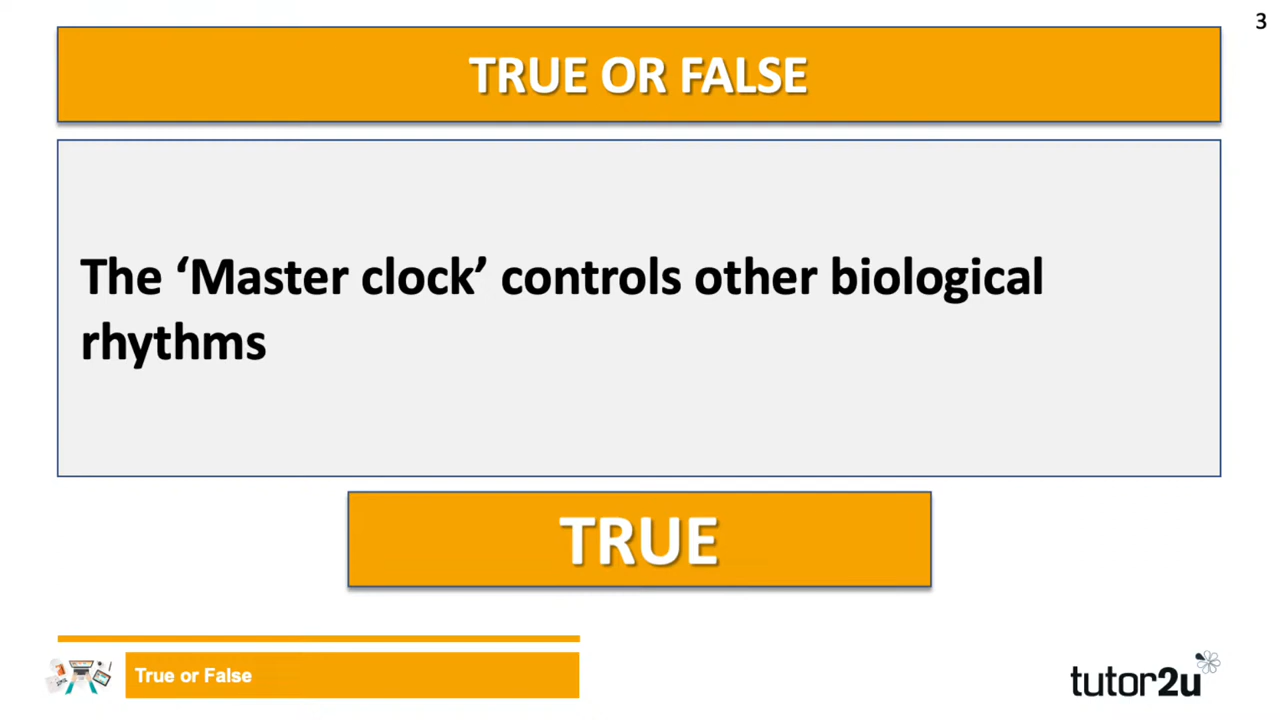 3
TRUE OR FALSE
The ‘Master clock’ controls other biological
rhythms
TRUE
True or False
tutor2u